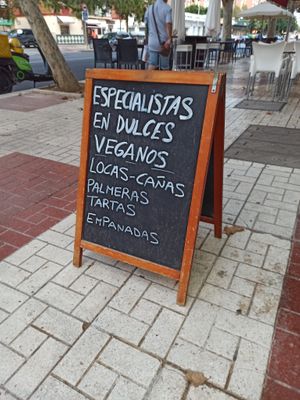 ESPECIALISTAS
EN DULCES
VEGANOS
LOCAS-CAÑAS
PALMERAS
TARTAS
EMPANADAS